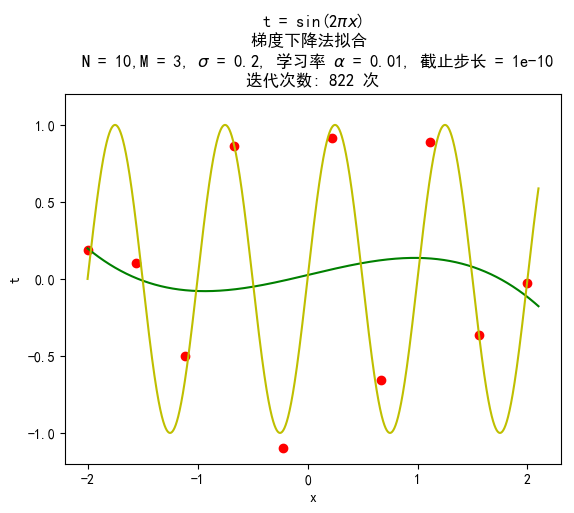 t = sin(2πx)
梯度下降法拟合
N = 10,M = 3, σ = 0.2, 学习率 α = 0.01, 截止步长 = 1e-10
迭代次数: 822 次
1.0
0.5
0.0
-0.5
-1.0
t
-2
-1
0
1
2
x